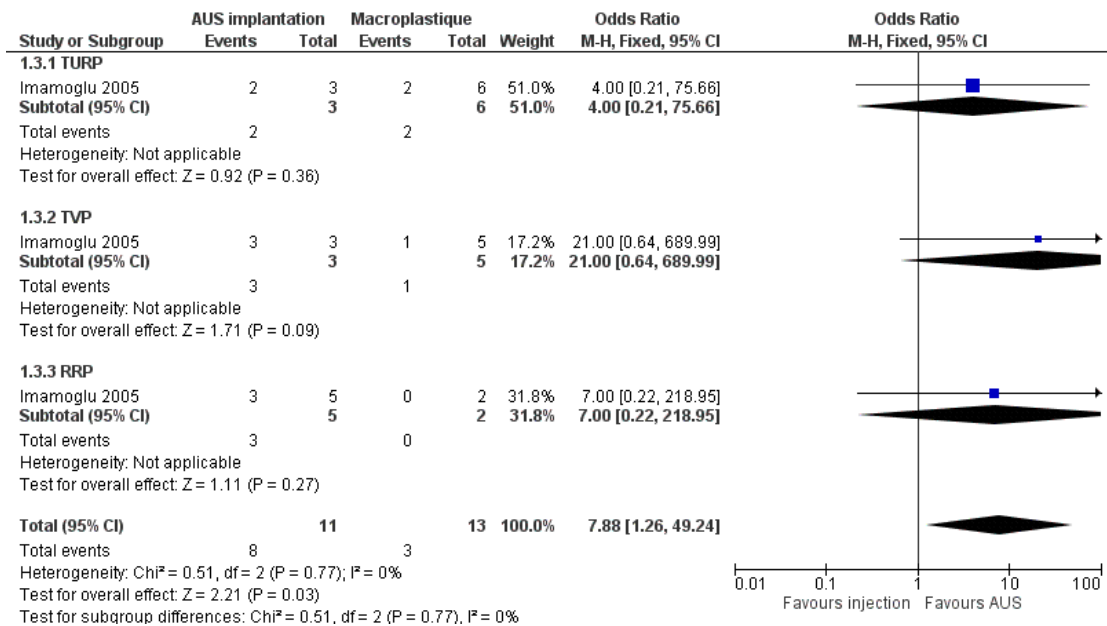 AUS implantation Macroplastique Odds Ratio Odds Ratio
Study or Subgroup Events Total Events Total Weight M-H, Fixed, 95% CI M-H, Fixed, 95% CI
1.3.1 TURP
Imamoglu 2005 2 3 2 6 51.0% 4.00 [0.21, 75.66]
Subtotal (95% CI) 3 6 51.0% 4.00 [0.21, 75.66]
Total events 2 2
Heterogeneity: Not applicable
Test for overall effect: Z = 0.92 (P = 0.36)
1.3.2 TVP
Imamoglu 2005 3 3 1 5 17.2% 21.00 [0.64, 689.99]
Subtotal (95% CI) 3 5 17.2% 21.00 [0.64, 689.99]
Total events 3 1
Heterogeneity: Not applicable
Test for overall effect: Z = 1.71 (P = 0.09)
1.3.3 RRP
Imamoglu 2005 3 5 0 2 31.8% 7.00 [0.22, 218.95]
Subtotal (95% CI) 5 2 31.8% 7.00 [0.22, 218.95]
Total events 3 0
Heterogeneity: Not applicable
Test for overall effect: Z = 1.11 (P = 0.27)
Total (95% CI) 11 13 100.0% 7.88 [1.26, 49.24]
Total events 8 3
Heterogeneity: Chi² = 0.51, df = 2 (P = 0.77); I² = 0%
Test for overall effect: Z = 2.21 (P = 0.03)
Test for subgroup differences: Chi² = 0.51, df = 2 (P = 0.77), I² = 0%
0.01 0.1 1 10 100
Favours injection Favours AUS